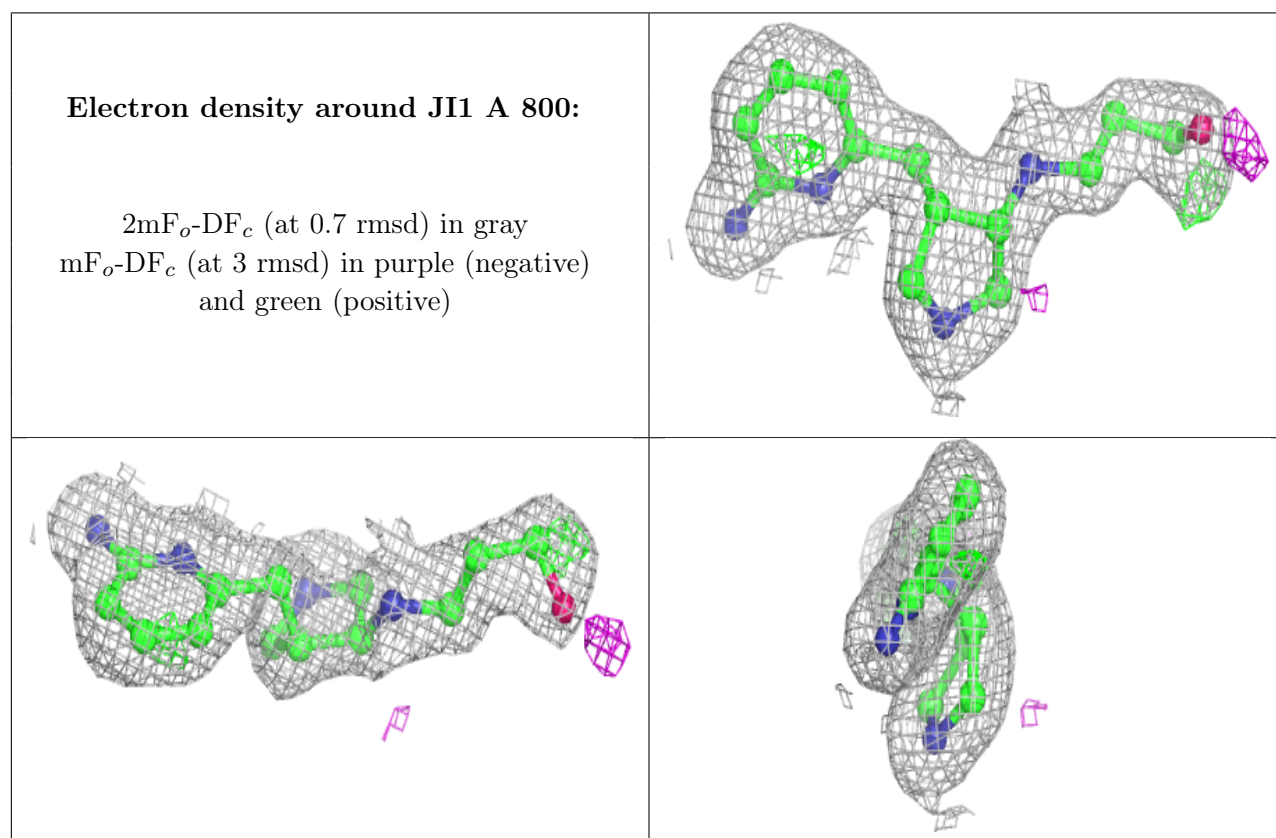 Electron density around JI1 A 800:
2mFo-DFc (at 0.7 rmsd) in gray
mFo-DFc (at 3 rmsd) in purple (negative)
and green (positive)